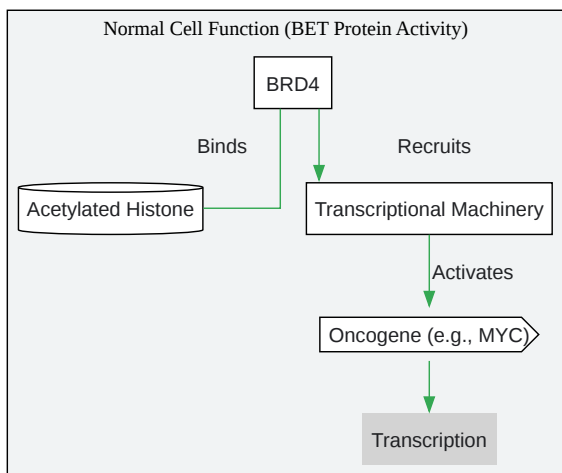 Normal Cell Function (BET Protein Activity)
BRD4
Binds
Recruits
Acetylated Histone
Transcriptional Machinery
Activates
Oncogene (e.g., MYC)
Transcription